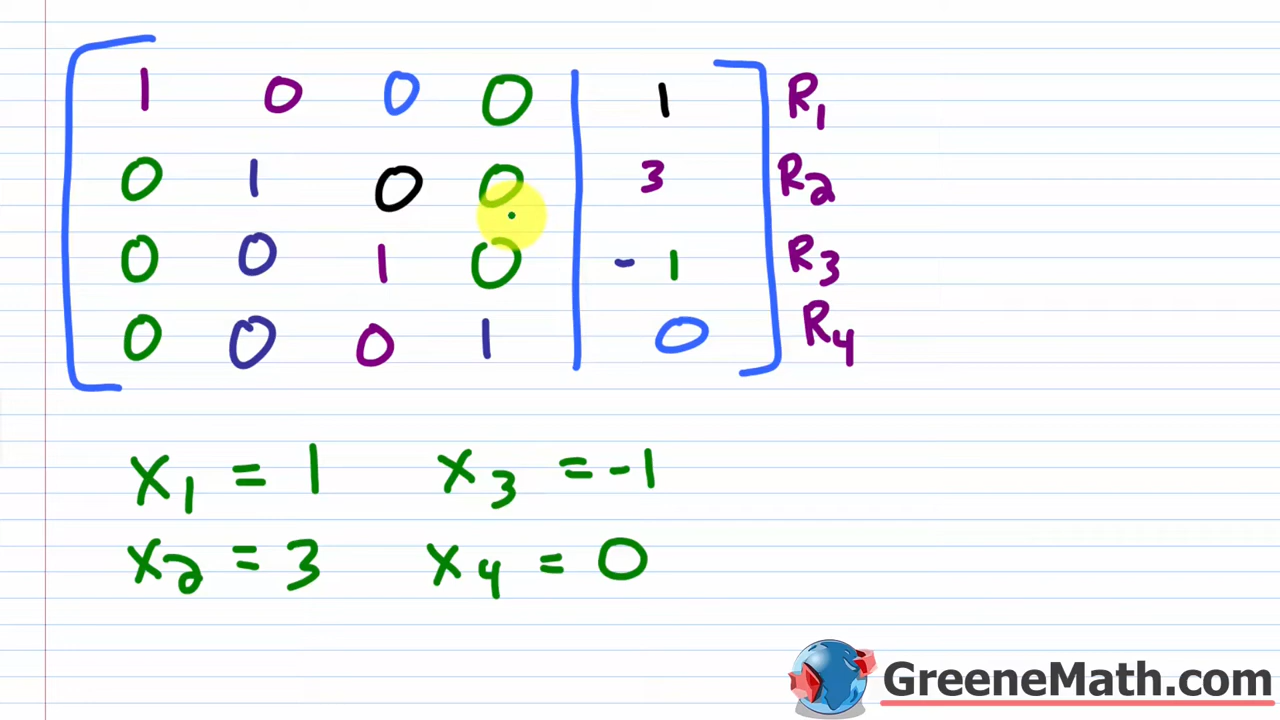 1 0 0 0 | 1 R1
0 1 0 0 | 3 R2
0 0 1 0 | -1 R3
0 0 0 1 | 0 R4
x1 = 1 x3 = -1
x2 = 3 x4 = 0
GreeneMath.com